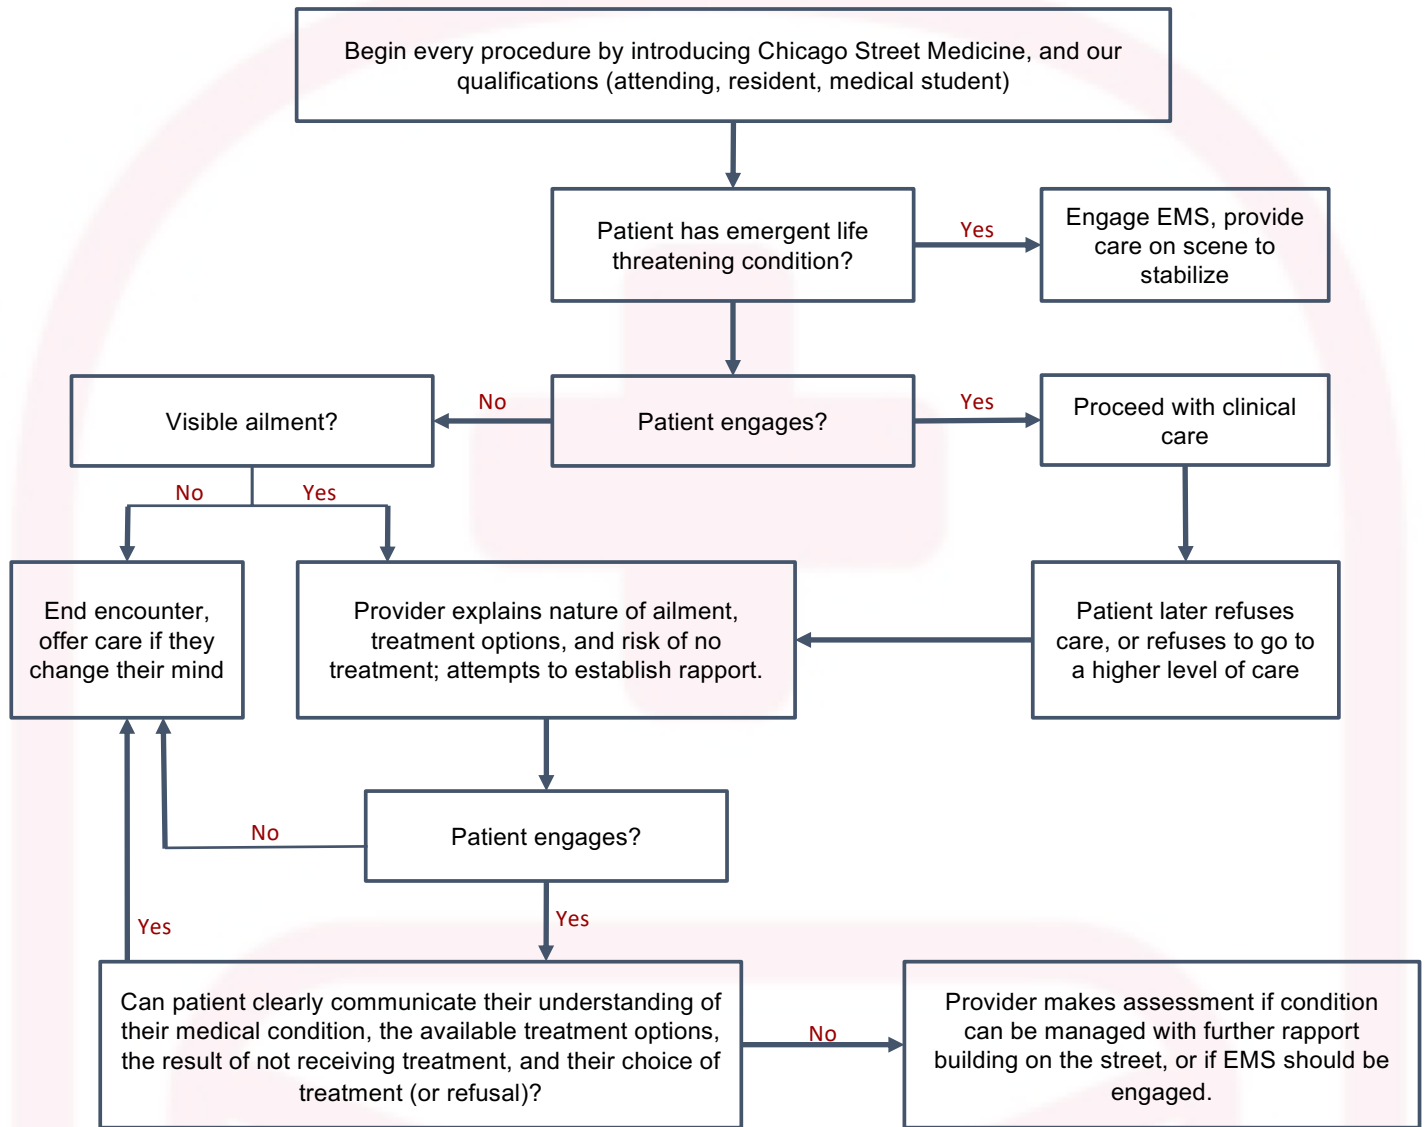 Begin every procedure by introducing Chicago Street Medicine, and our
qualifications (attending, resident, medical student)
Patient has emergent life
threatening condition?
Yes
Engage EMS, provide
care on scene to
stabilize
Visible ailment?
No
Patient engages?
Yes
Proceed with clinical
care
No
Yes
End encounter,
offer care if they
change their mind
Provider explains nature of ailment,
treatment options, and risk of no
treatment; attempts to establish rapport.
Patient later refuses
care, or refuses to go to
a higher level of care
No
Patient engages?
Yes
Yes
Can patient clearly communicate their understanding of
their medical condition, the available treatment options,
the result of not receiving treatment, and their choice of
treatment (or refusal)?
No
Provider makes assessment if condition
can be managed with further rapport
building on the street, or if EMS should be
engaged.